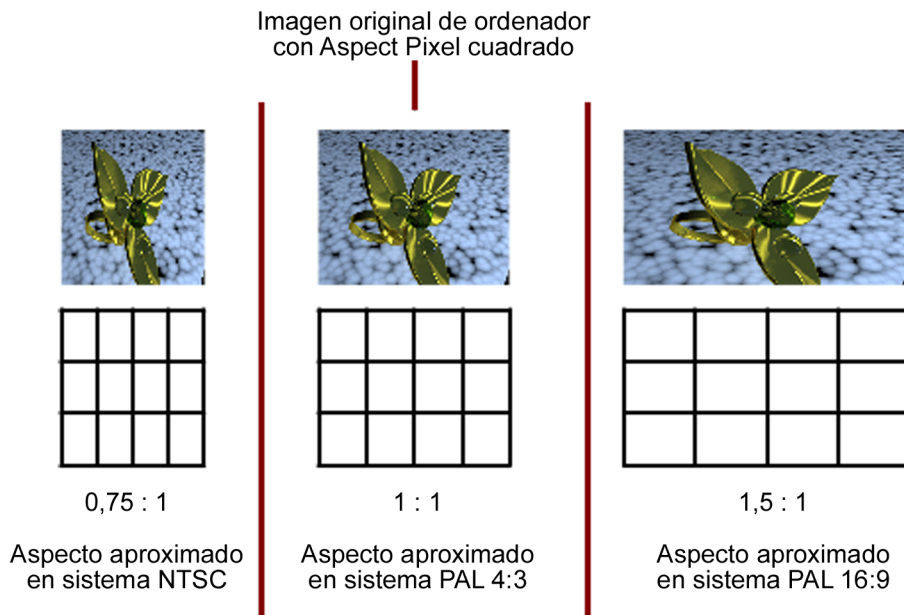 Imagen original de ordenador
con Aspect Pixel cuadrado
0,75 : 1
Aspecto aproximado
en sistema NTSC
1 : 1
Aspecto aproximado
en sistema PAL 4:3
1,5 : 1
Aspecto aproximado
en sistema PAL 16:9